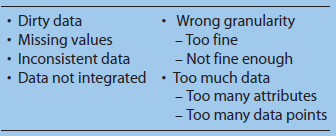 • Dirty data
• Missing values
• Inconsistent data
• Data not integrated
• Wrong granularity
– Too fine
– Not fine enough
• Too much data
– Too many attributes
– Too many data points